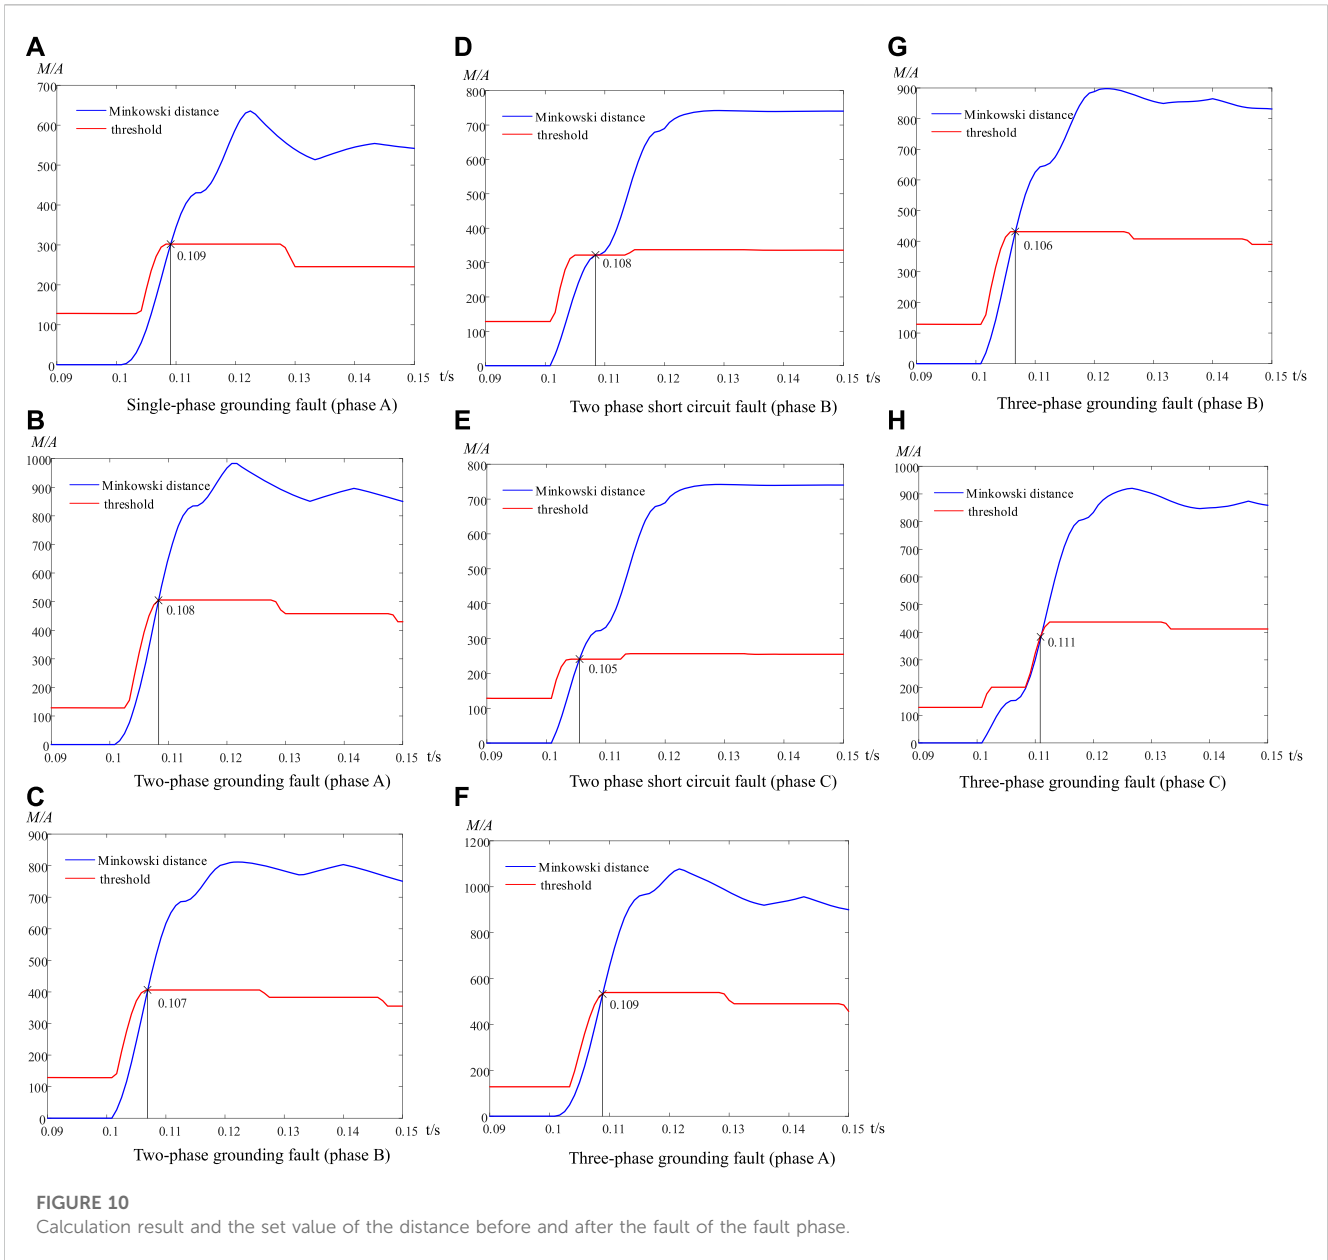 A
M/A
700
600
500
400
300
200
100
0
Minkowski distance
threshold
0.109
0.09 0.1 0.11 0.12 0.13 0.14 0.15 t/s
Single-phase grounding fault (phase A)
B
M/A
1000
900
800
700
600
500
400
300
200
100
0
Minkowski distance
threshold
0.108
0.09 0.1 0.11 0.12 0.13 0.14 0.15 t/s
Two-phase grounding fault (phase A)
C
M/A
900
800
700
600
500
400
300
200
100
0
Minkowski distance
threshold
0.107
0.09 0.1 0.11 0.12 0.13 0.14 0.15 t/s
Two-phase grounding fault (phase B)
D
M/A
800
700
600
500
400
300
200
100
0
Minkowski distance
threshold
0.108
0.09 0.1 0.11 0.12 0.13 0.14 0.15 t/s
Two phase short circuit fault (phase B)
E
M/A
800
700
600
500
400
300
200
100
0
Minkowski distance
threshold
0.105
0.09 0.1 0.11 0.12 0.13 0.14 0.15 t/s
Two phase short circuit fault (phase C)
F
M/A
1200
1000
800
600
400
200
0
Minkowski distance
threshold
0.109
0.09 0.1 0.11 0.12 0.13 0.14 0.15 t/s
Three-phase grounding fault (phase A)
G
M/A
900
800
700
600
500
400
300
200
100
0
Minkowski distance
threshold
0.106
0.09 0.1 0.11 0.12 0.13 0.14 0.15 t/s
Three-phase grounding fault (phase B)
H
M/A
1000
900
800
700
600
500
400
300
200
100
0
Minkowski distance
threshold
0.111
0.09 0.1 0.11 0.12 0.13 0.14 0.15 t/s
Three-phase grounding fault (phase C)
FIGURE 10
Calculation result and the set value of the distance before and after the fault of the fault phase.